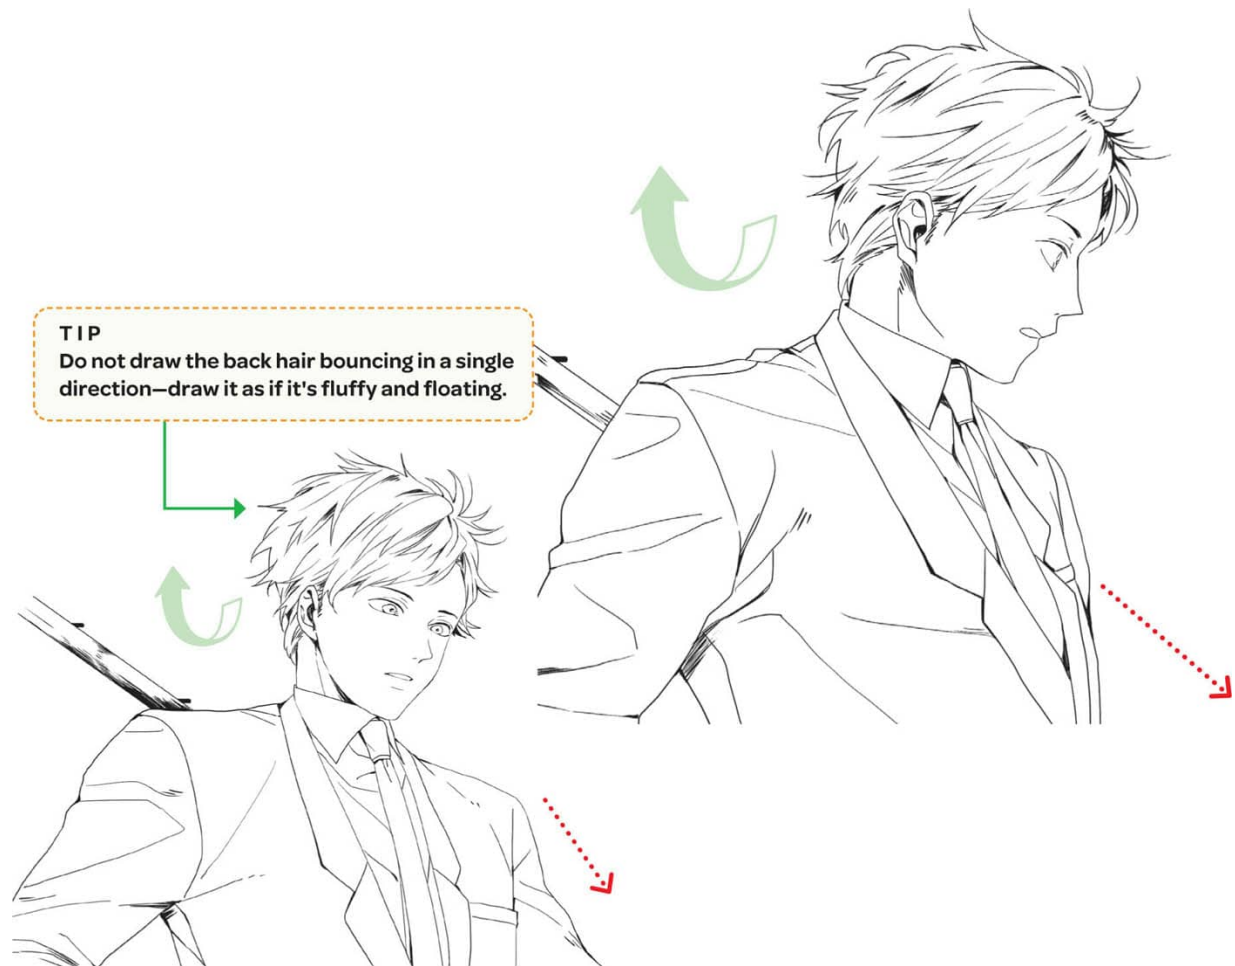 TIP
Do not draw the back hair bouncing in a single
direction—draw it as if it's fluffy and floating.